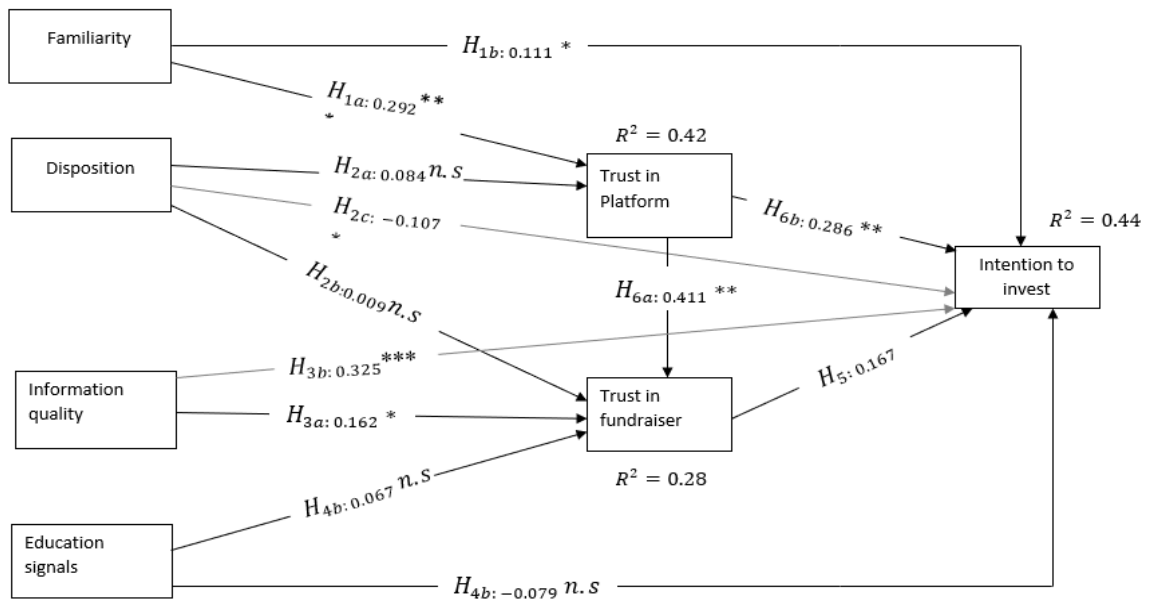 Familiarity
H1b: 0.111 *
H1a: 0.292 **
*
R² = 0.42
Disposition
H2a: 0.084 n.s
Trust in
Platform
H2c: −0.107
*
H6b: 0.286 **
R² = 0.44
Intention to
invest
H2b:0.009 n.s
H6a: 0.411 **
H3b: 0.325 ***
H5: 0.167
Information
quality
H3a: 0.162 *
Trust in
fundraiser
R² = 0.28
H4b: 0.067 n.s
Education
signals
H4b: −0.079 n.s